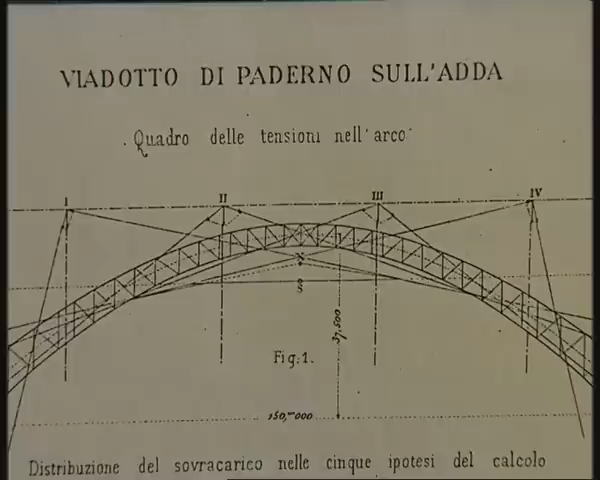 VIADOTTO DI PADERNO SULL'ADDA
Quadro delle tensioni nell'arco
I II III IV
N
S
37,500
Fig. 1.
150,ᵐ000
Distribuzione del sovracarico nelle cinque ipotesi del calcolo